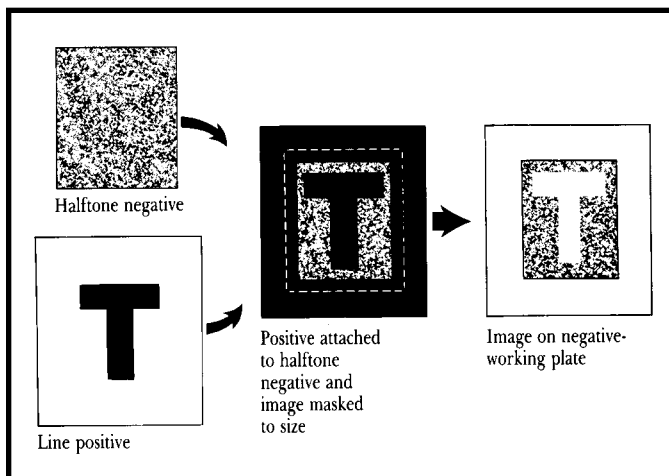 Halftone negative
T
Line positive
T
Positive attached
to halftone
negative and
image masked
to size
T
Image on negative-
working plate